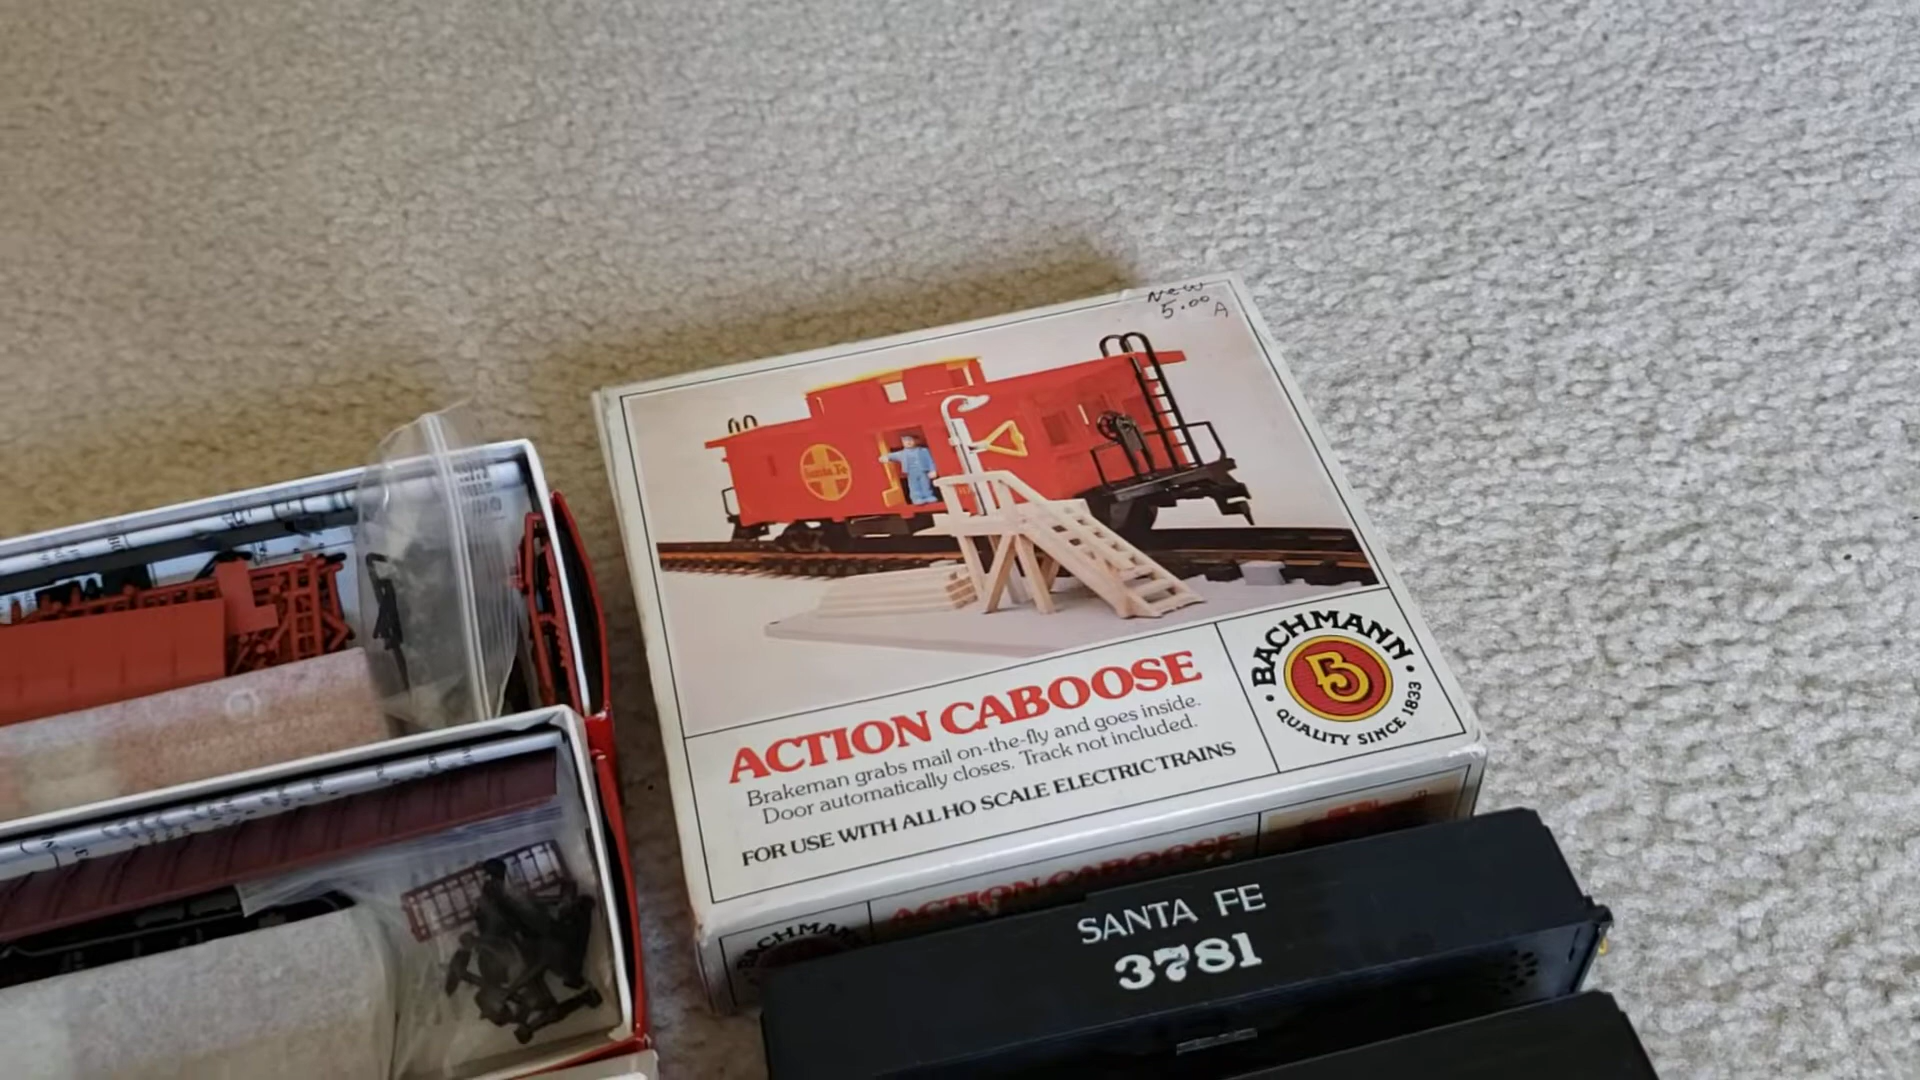 New
5.00 A
Santa Fe
ACTION CABOOSE
Brakeman grabs mail on-the-fly and goes inside.
Door automatically closes. Track not included.
FOR USE WITH ALL HO SCALE ELECTRIC TRAINS
BACHMANN
B
QUALITY SINCE 1833
ACTION CABOOSE
BACHMANN
SANTA FE
3781